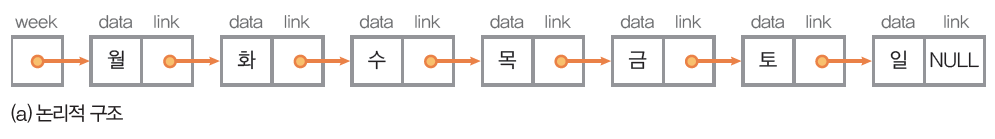 week data link data link data link data link data link data link data link
월 화 수 목 금 토 일 NULL
(a) 논리적 구조